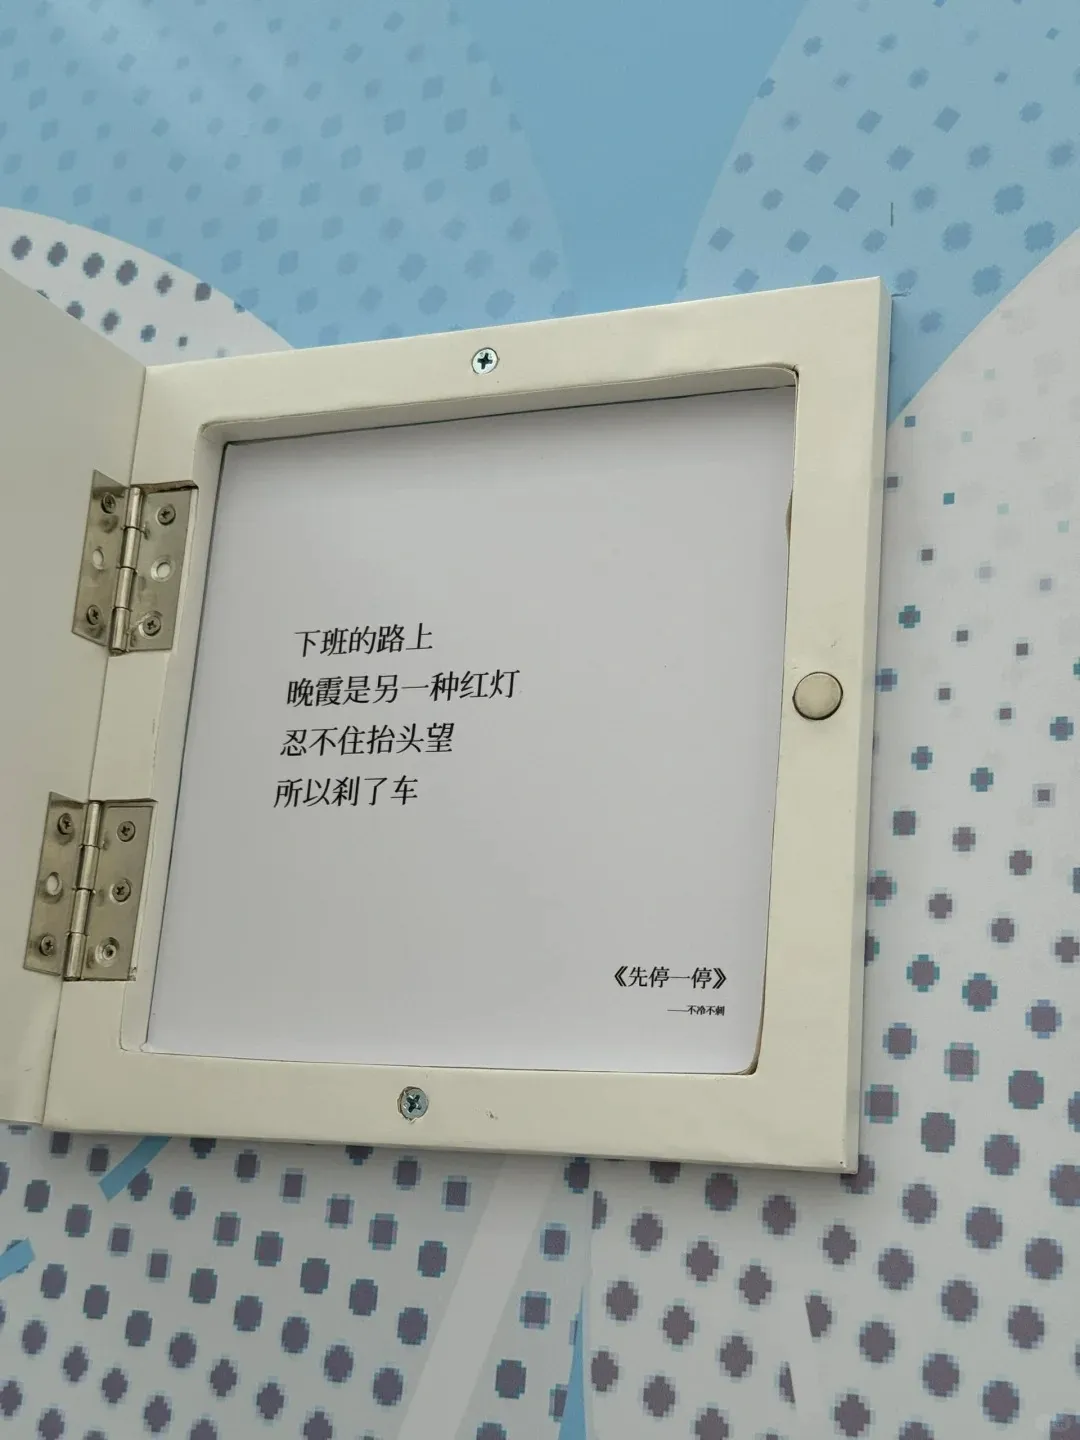 下班的路上
晚霞是另一种红灯
忍不住抬头望
所以刹了车
《先停一停》
——不冷不刺